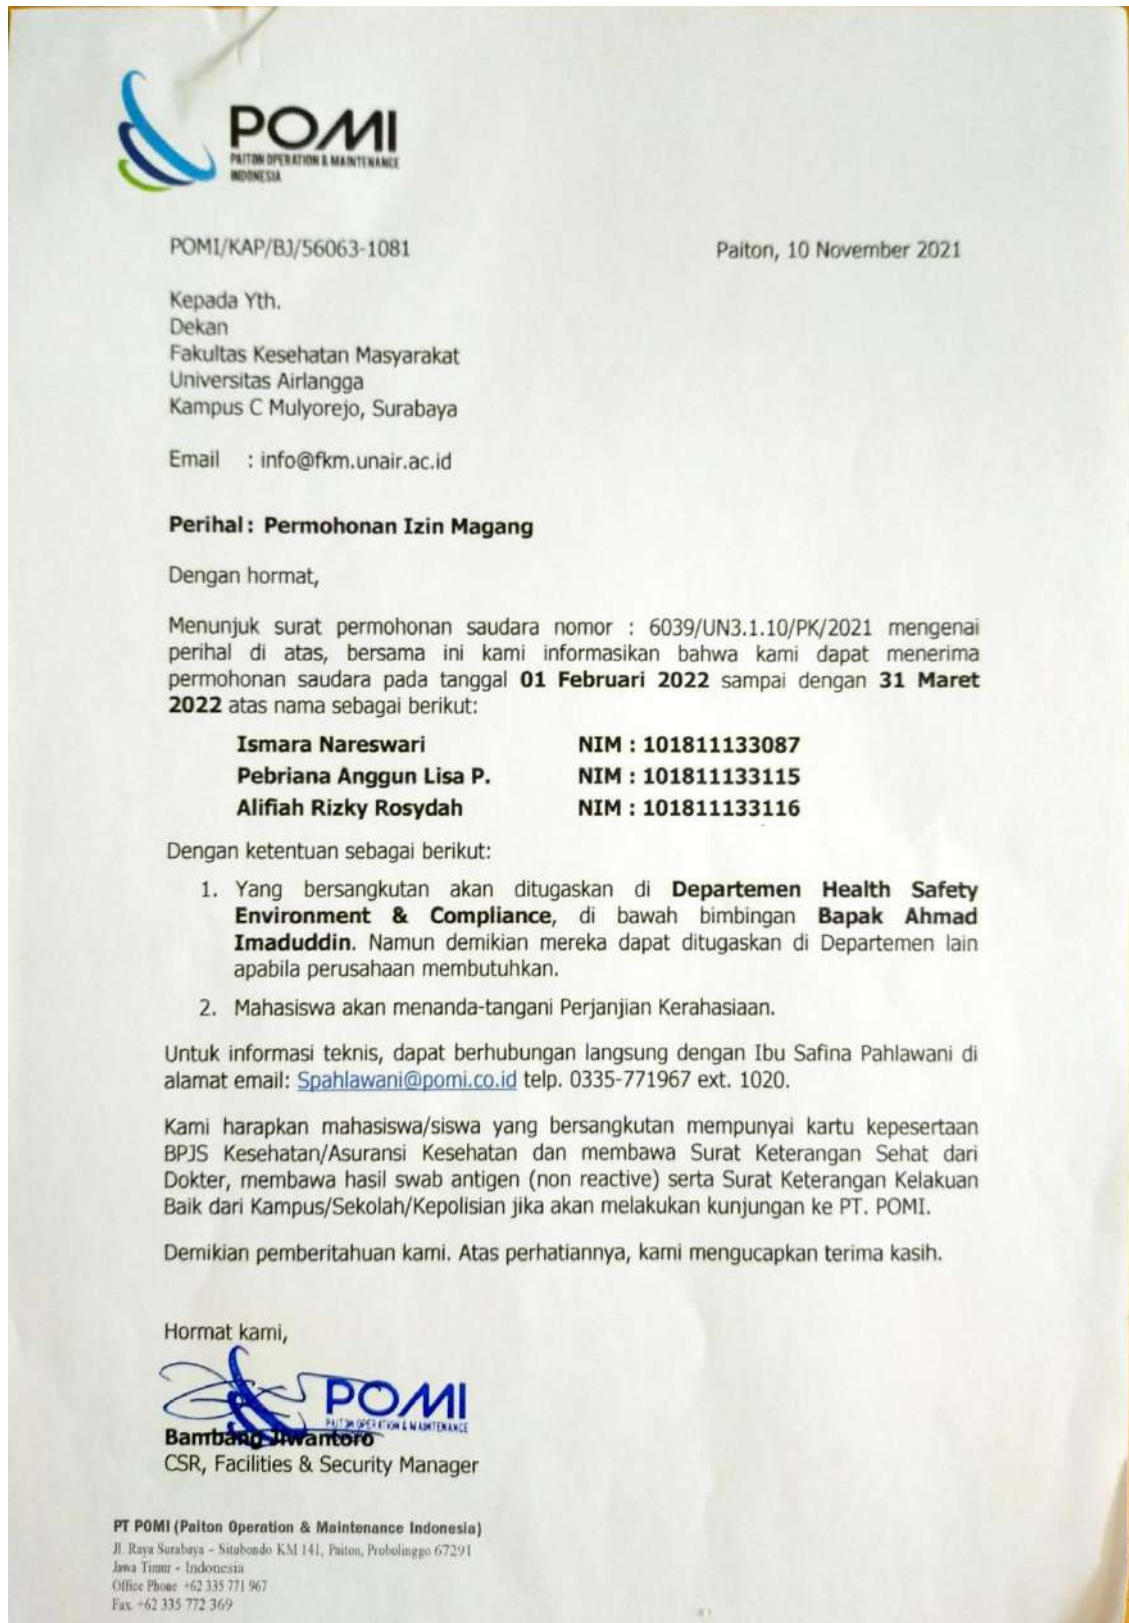 POMI
PAITON OPERATION & MAINTENANCE
INDONESIA
POMI/KAP/BJ/56063-1081 Paiton, 10 November 2021
Kepada Yth.
Dekan
Fakultas Kesehatan Masyarakat
Universitas Airlangga
Kampus C Mulyorejo, Surabaya
Email : info@fkm.unair.ac.id
Perihal : Permohonan Izin Magang
Dengan hormat,
Menunjuk surat permohonan saudara nomor : 6039/UN3.1.10/PK/2021 mengenai
perihal di atas, bersama ini kami informasikan bahwa kami dapat menerima
permohonan saudara pada tanggal 01 Februari 2022 sampai dengan 31 Maret
2022 atas nama sebagai berikut:
Ismara Nareswari NIM : 101811133087
Pebriana Anggun Lisa P. NIM : 101811133115
Alifiah Rizky Rosydah NIM : 101811133116
Dengan ketentuan sebagai berikut:
1. Yang bersangkutan akan ditugaskan di Departemen Health Safety
Environment & Compliance, di bawah bimbingan Bapak Ahmad
Imaduddin. Namun demikian mereka dapat ditugaskan di Departemen lain
apabila perusahaan membutuhkan.
2. Mahasiswa akan menanda-tangani Perjanjian Kerahasiaan.
Untuk informasi teknis, dapat berhubungan langsung dengan Ibu Safina Pahlawani di
alamat email: Spahlawani@pomi.co.id telp. 0335-771967 ext. 1020.
Kami harapkan mahasiswa/siswa yang bersangkutan mempunyai kartu kepesertaan
BPJS Kesehatan/Asuransi Kesehatan dan membawa Surat Keterangan Sehat dari
Dokter, membawa hasil swab antigen (non reactive) serta Surat Keterangan Kelakuan
Baik dari Kampus/Sekolah/Kepolisian jika akan melakukan kunjungan ke PT. POMI.
Demikian pemberitahuan kami. Atas perhatiannya, kami mengucapkan terima kasih.
Hormat kami,
POMI
PAITON OPERATION & MAINTENANCE
Bambang Jiwantoro
CSR, Facilities & Security Manager
PT POMI (Paiton Operation & Maintenance Indonesia)
Jl. Raya Surabaya - Situbondo KM 141, Paiton, Probolinggo 67291
Jawa Timur - Indonesia
Office Phone +62 335 771 967
Fax. +62 335 772 369